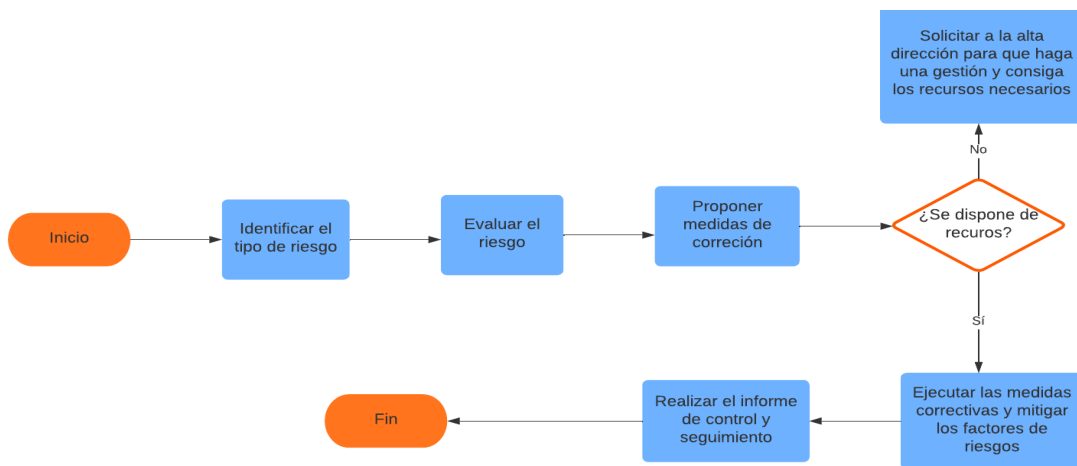 Solicitar a la alta
dirección para que haga
una gestión y consiga
los recursos necesarios
No
Inicio
Identificar el
tipo de riesgo
Evaluar el
riesgo
Proponer
medidas de
correción
¿Se dispone de
recuros?
Sí
Ejecutar las medidas
correctivas y mitigar
los factores de
riesgos
Realizar el informe
de control y
seguimiento
Fin